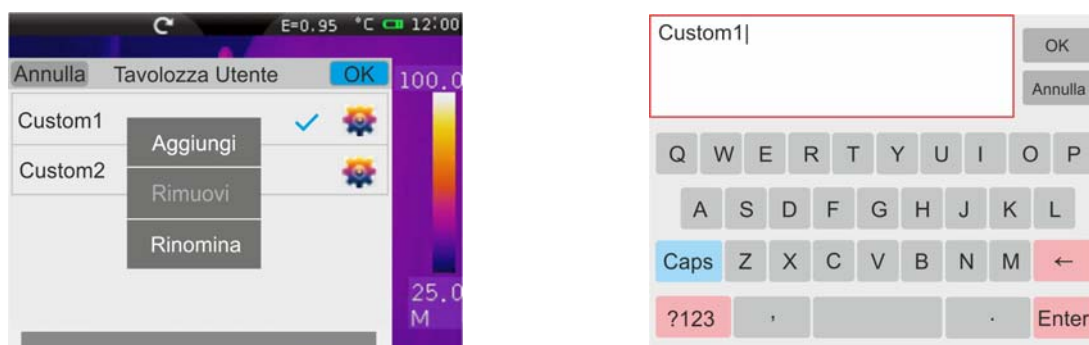 E=0.95 °C 12:00
Annulla Tavolozza Utente OK
100.0
Custom1
Aggiungi
Custom2
Rimuovi
Rinomina
25.0
M
Custom1|
OK
Annulla
Q W E R T Y U I O P
A S D F G H J K L
Caps Z X C V B N M ←
?123 , . Enter